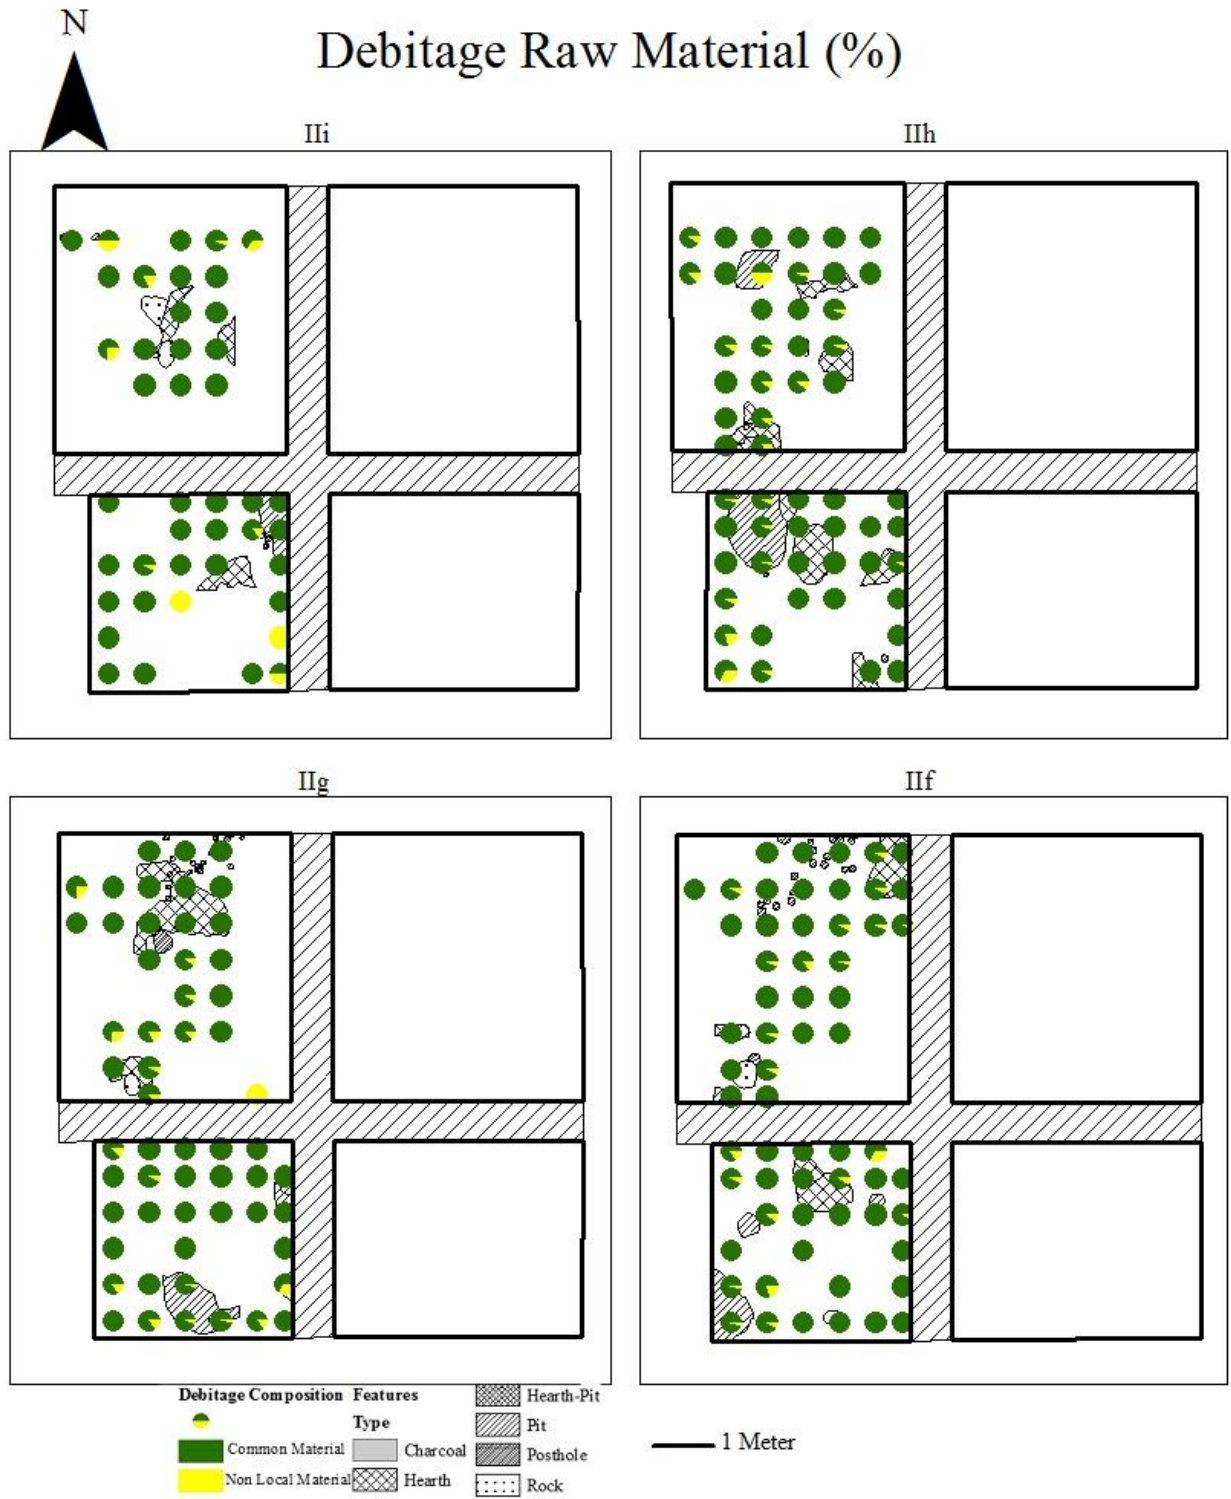 N
Debitage Raw Material (%)
IIi
IIh
IIg
IIf
Debitage Composition
Common Material
Non Local Material
Features
Type
Charcoal
Hearth
Hearth-Pit
Pit
Posthole
Rock
1 Meter